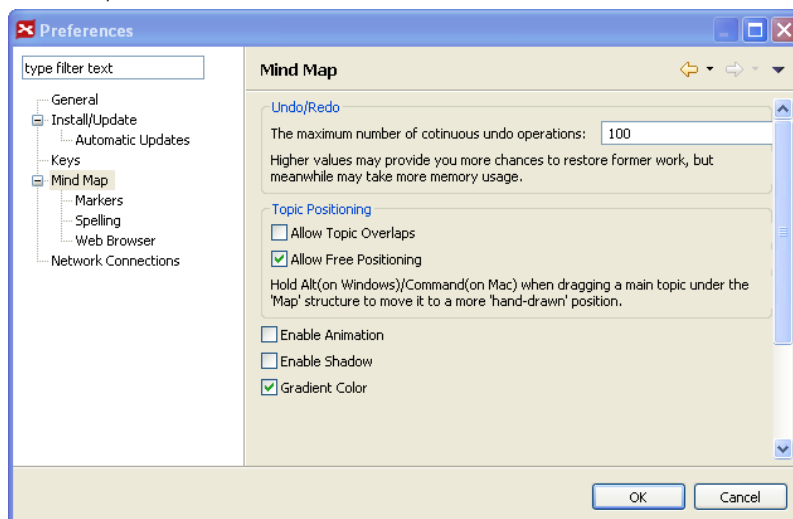 Preferences
type filter text
General
Install/Update
Automatic Updates
Keys
Mind Map
Markers
Spelling
Web Browser
Network Connections
Mind Map
Undo/Redo
The maximum number of cotinuous undo operations: 100
Higher values may provide you more chances to restore former work, but
meanwhile may take more memory usage.
Topic Positioning
Allow Topic Overlaps
Allow Free Positioning
Hold Alt(on Windows)/Command(on Mac) when dragging a main topic under the
'Map' structure to move it to a more 'hand-drawn' position.
Enable Animation
Enable Shadow
Gradient Color
OK Cancel